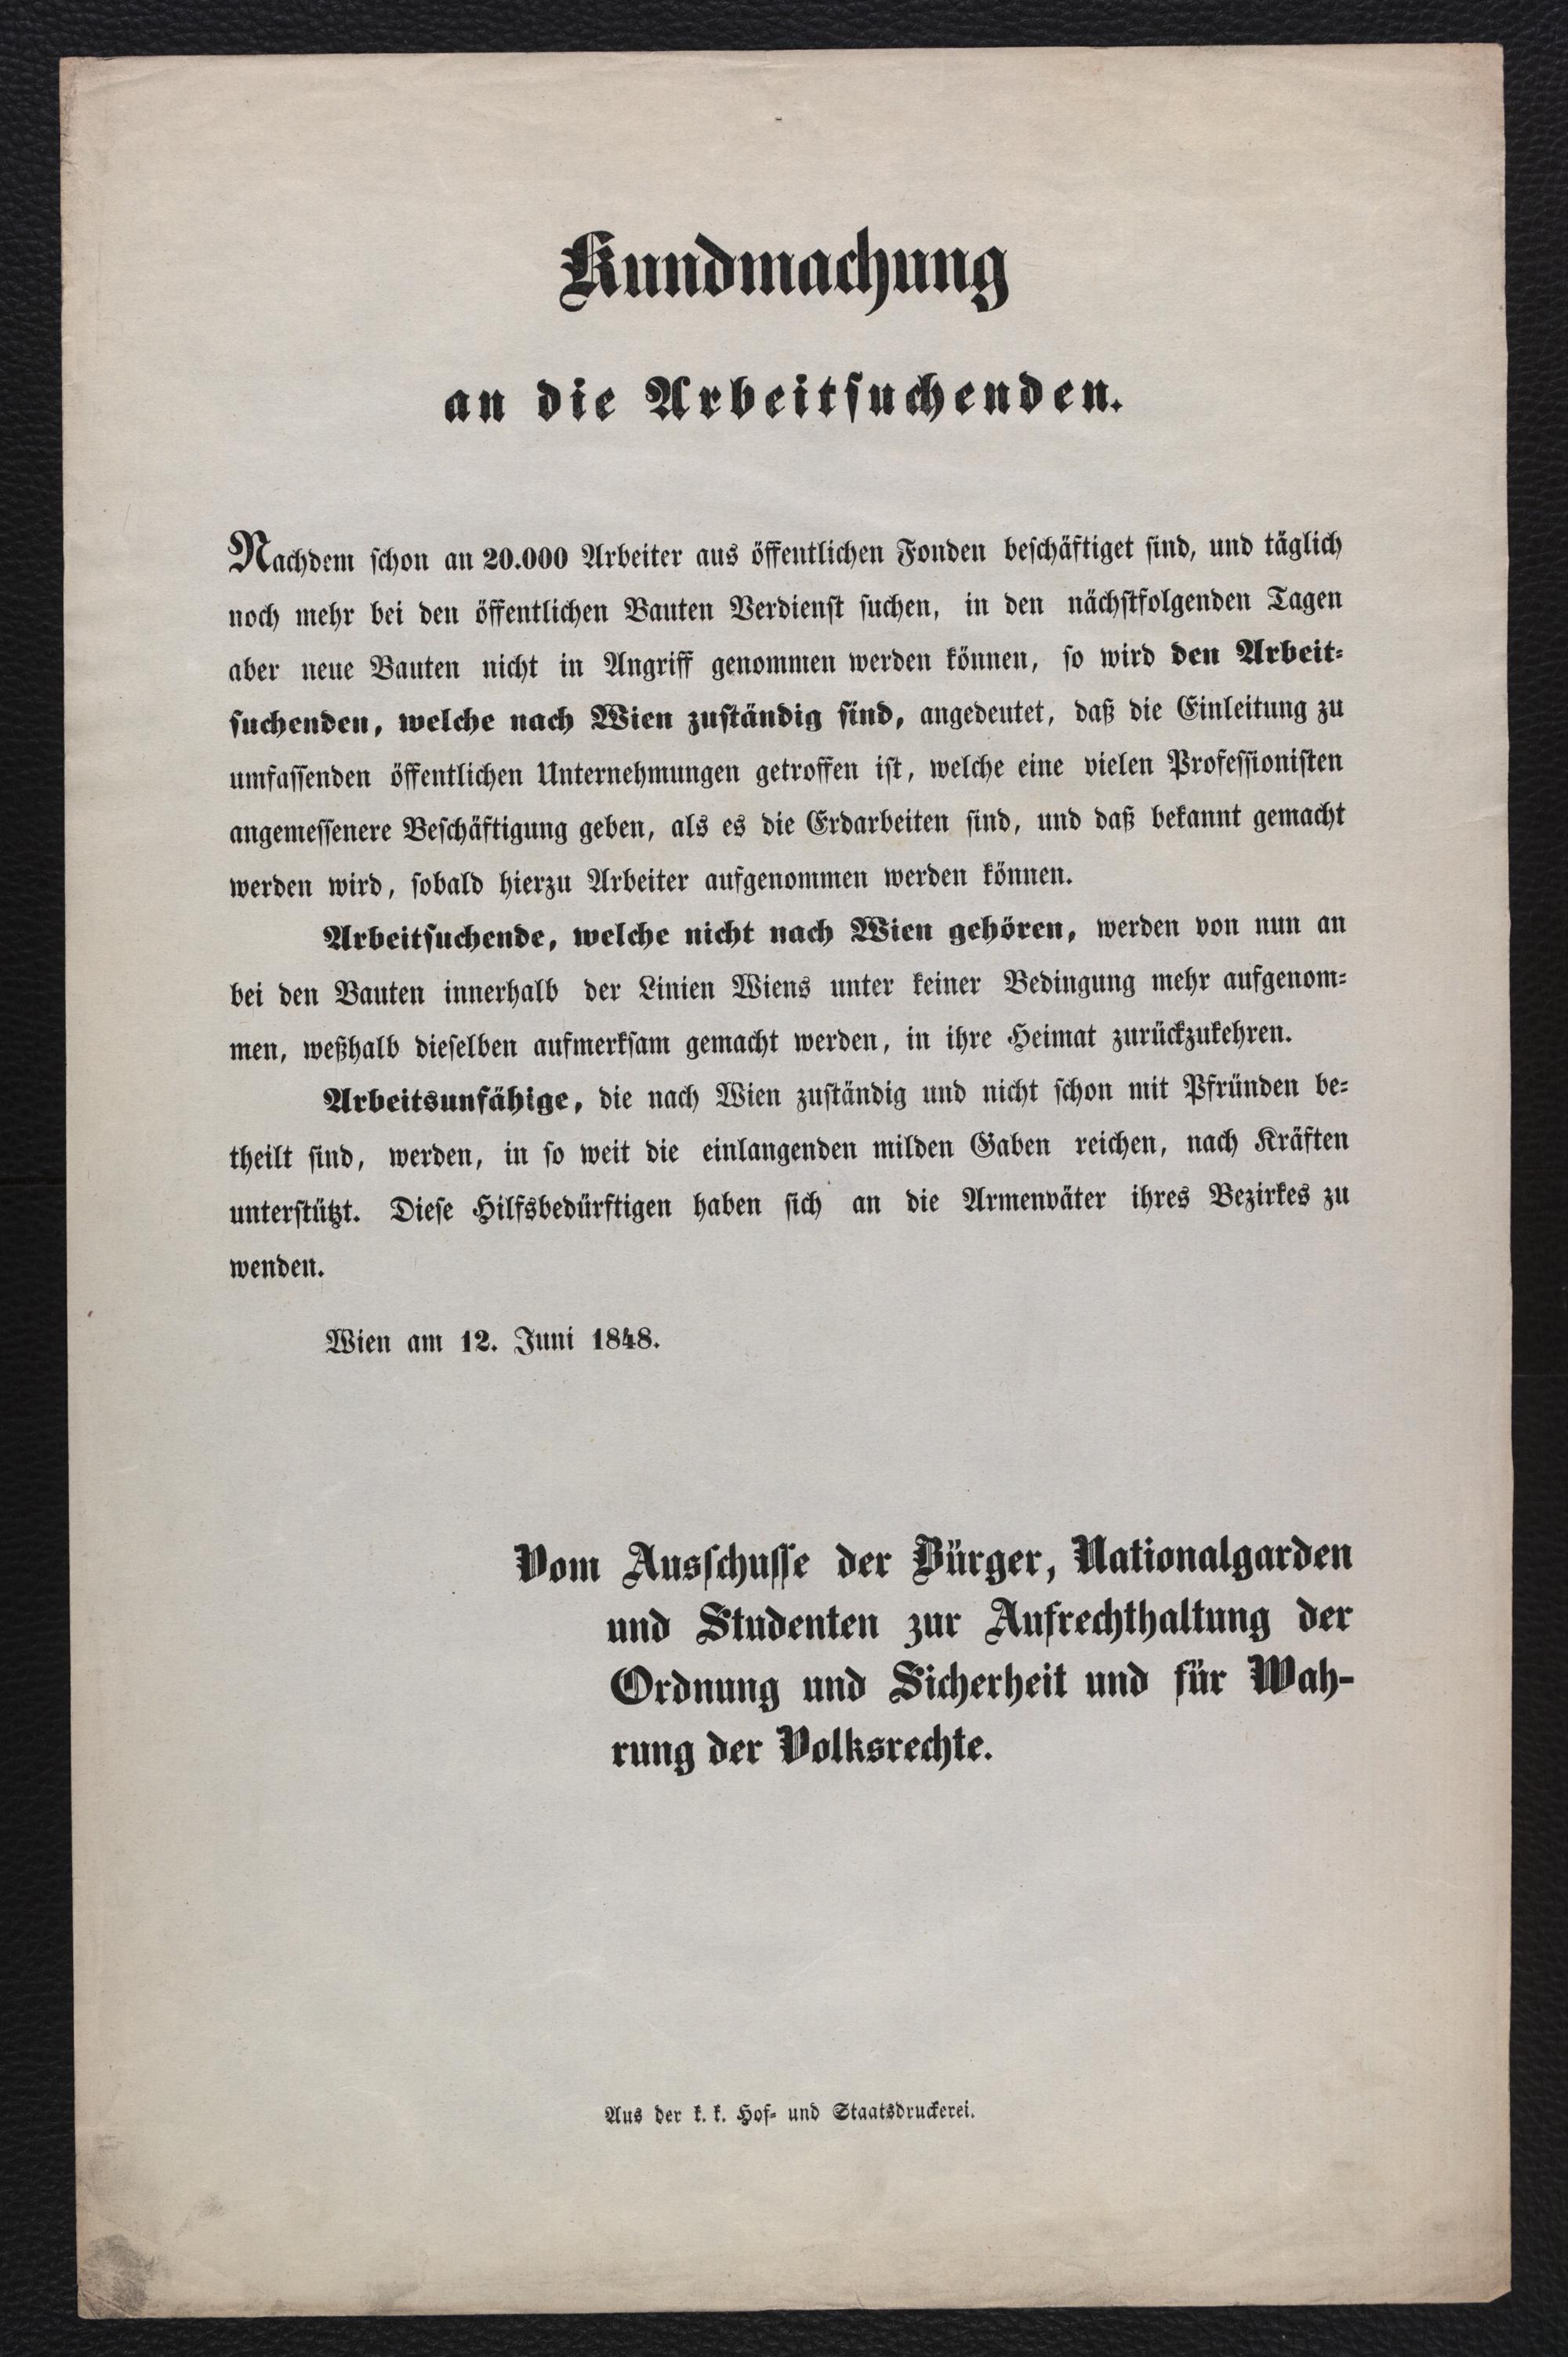 Kundmachung
an die Arbeitsuchenden.
Nachdem schon an 20.000 Arbeiter aus öffentlichen Fonden beschäftiget sind, und täglich
noch mehr bei den öffentlichen Bauten Verdienst suchen, in den nächstfolgenden Tagen
aber neue Bauten nicht in Angriff genommen werden können, so wird den Arbeit-
suchenden, welche nach Wien zuständig sind, angedeutet, daß die Einleitung zu
umfassenden öffentlichen Unternehmungen getroffen ist, welche eine vielen Professionisten
angemessenere Beschäftigung geben, als es die Erdarbeiten sind, und daß bekannt gemacht
werden wird, sobald hierzu Arbeiter aufgenommen werden können.
Arbeitsuchende, welche nicht nach Wien gehören, werden von nun an
bei den Bauten innerhalb der Linien Wiens unter keiner Bedingung mehr aufgenom-
men, weßhalb dieselben aufmerksam gemacht werden, in ihre Heimat zurückzukehren.
Arbeitsunfähige, die nach Wien zuständig und nicht schon mit Pfründen be-
theilt sind, werden, in so weit die einlangenden milden Gaben reichen, nach Kräften
unterstützt. Diese Hilfsbedürftigen haben sich an die Armenväter ihres Bezirkes zu
wenden.
Wien am 12. Juni 1848.
Vom Ausschusse der Bürger, Nationalgarden
und Studenten zur Aufrechthaltung der
Ordnung und Sicherheit und für Wah-
rung der Volksrechte.
Aus der k. k. Hof- und Staatsdruckerei.